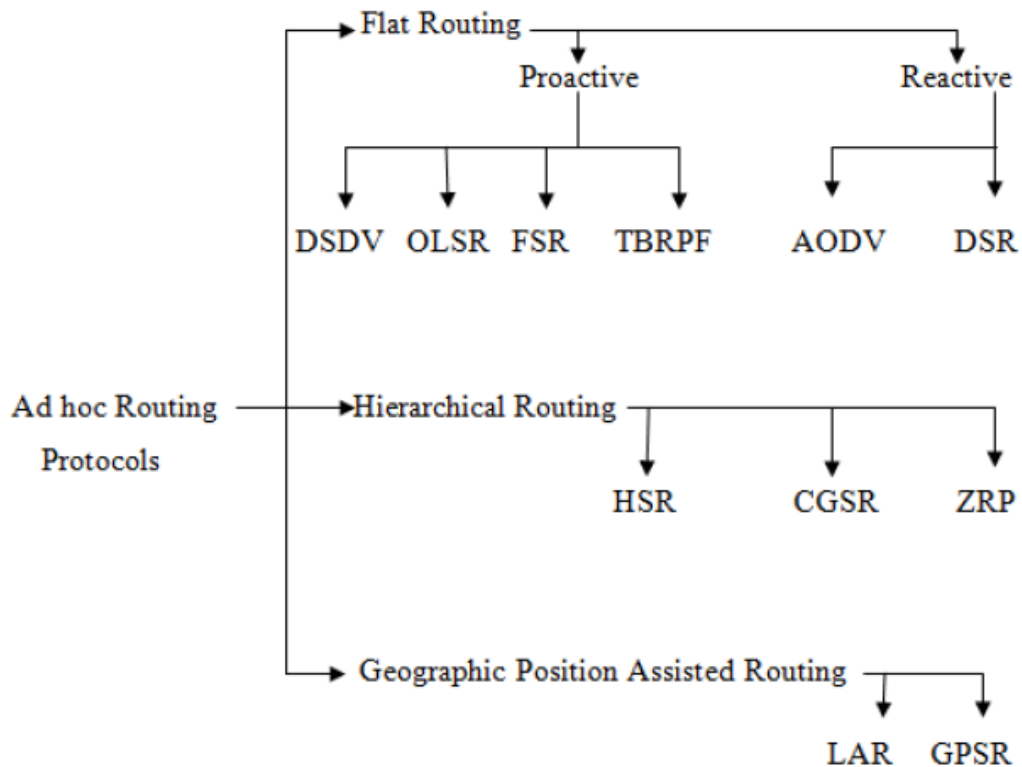 Flat Routing
Proactive Reactive
DSDV OLSR FSR TBRPF AODV DSR
Ad hoc Routing Hierarchical Routing
Protocols
HSR CGSR ZRP
Geographic Position Assisted Routing
LAR GPSR